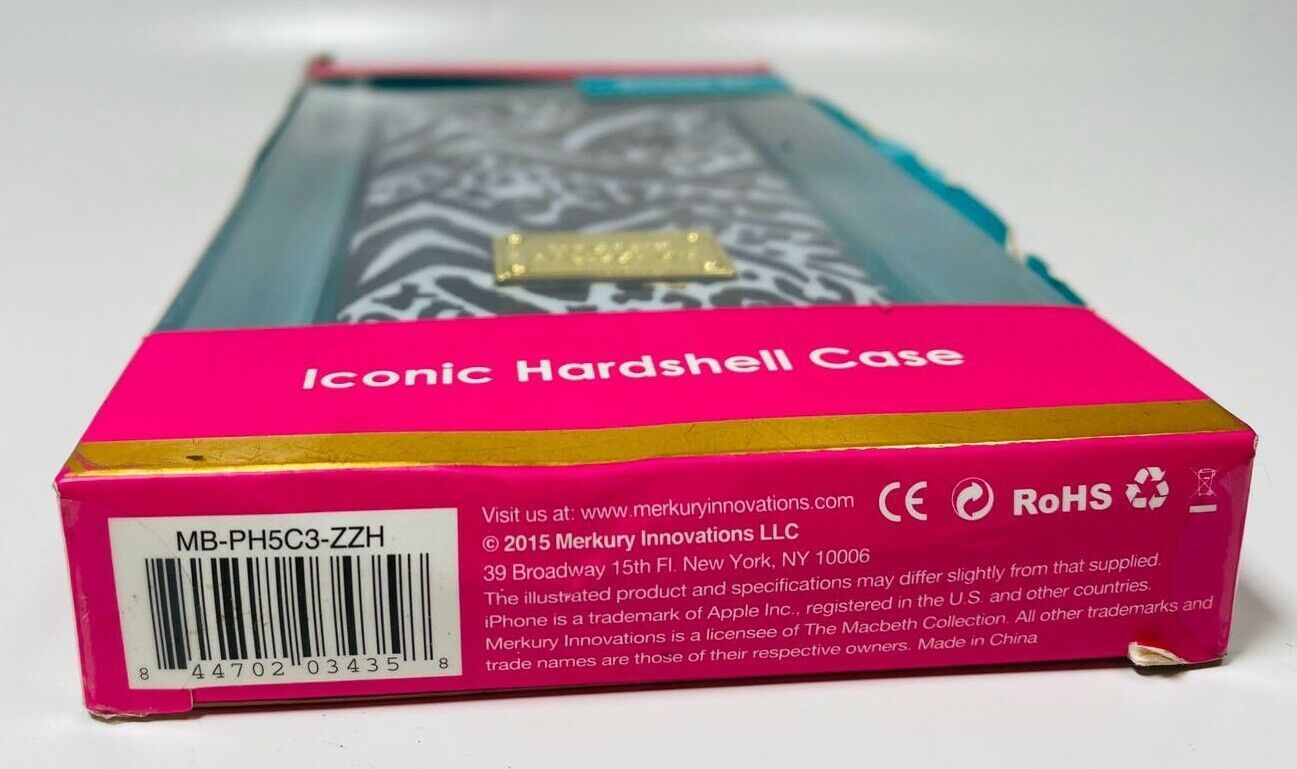 Iconic Hardshell Case
MB-PH5C3-ZZH
8 44702 03435 8
Visit us at: www.merkuryinnovations.com
© 2015 Merkury Innovations LLC
39 Broadway 15th Fl. New York, NY 10006
The illustrated product and specifications may differ slightly from that supplied.
iPhone is a trademark of Apple Inc., registered in the U.S. and other countries.
Merkury Innovations is a licensee of The Macbeth Collection. All other trademarks and
trade names are those of their respective owners. Made in China
CE RoHS